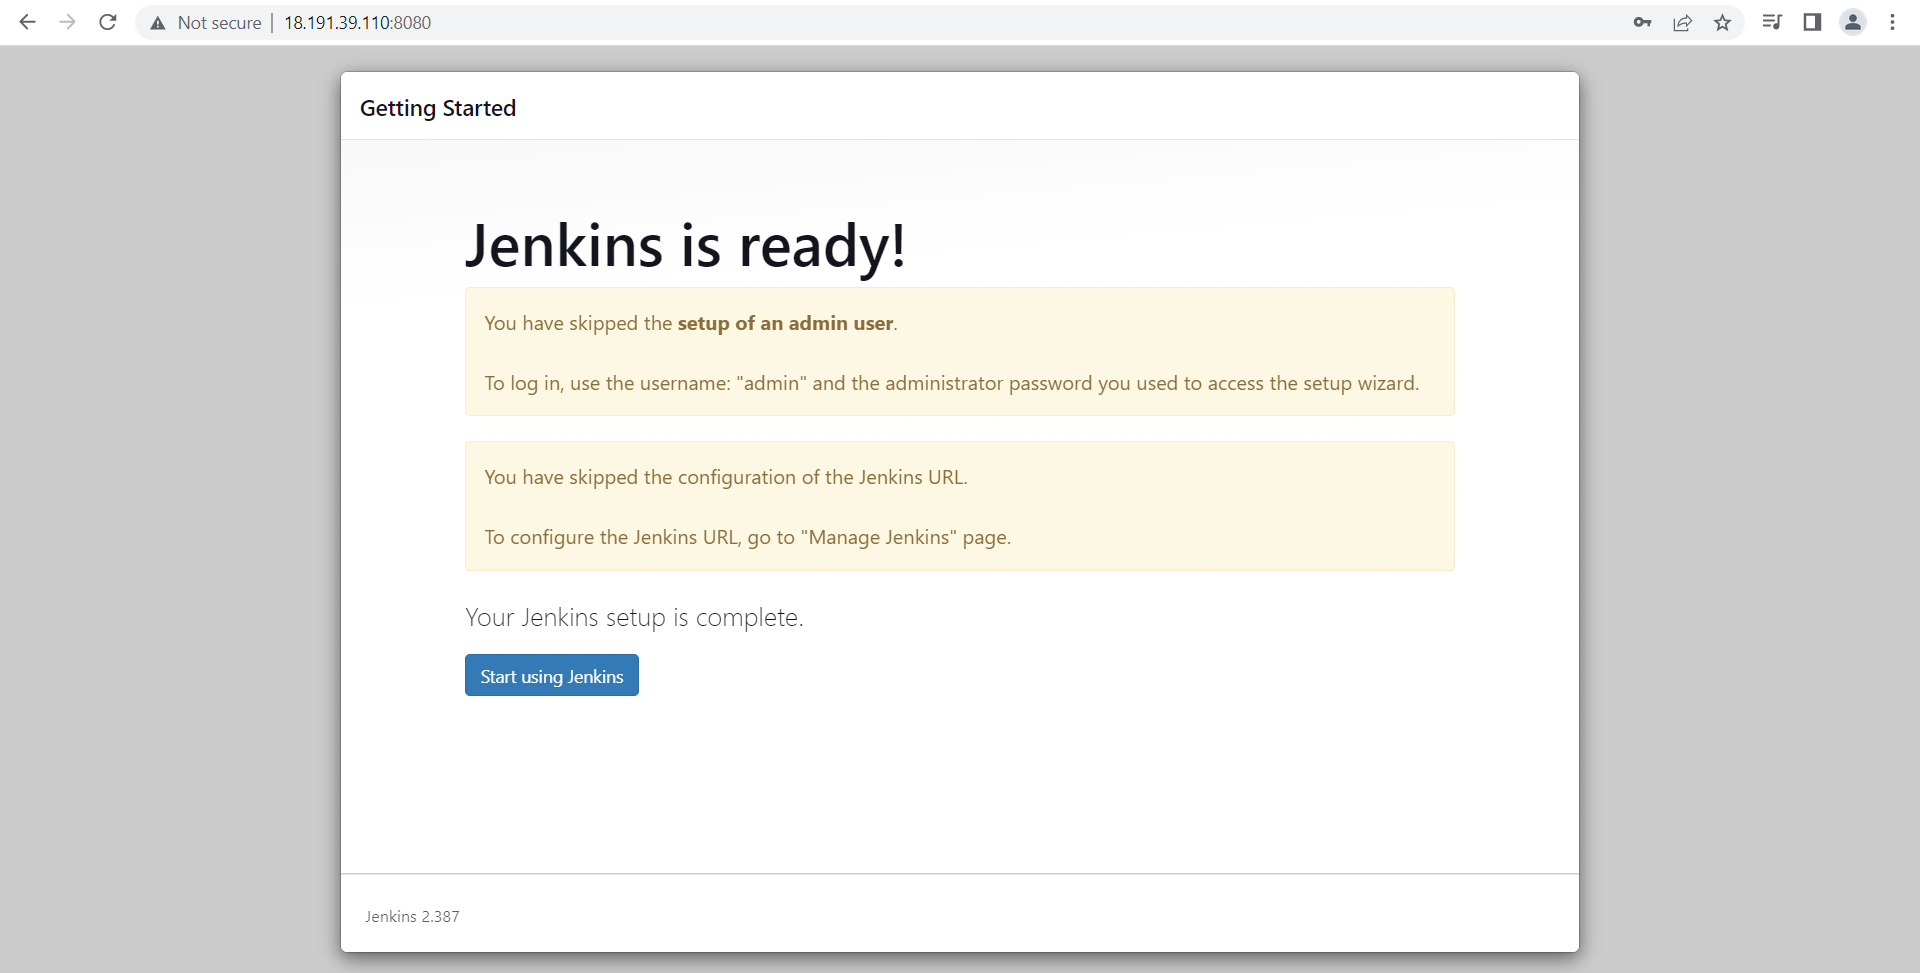 Not secure | 18.191.39.110:8080
Getting Started
Jenkins is ready!
You have skipped the setup of an admin user.
To log in, use the username: "admin" and the administrator password you used to access the setup wizard.
You have skipped the configuration of the Jenkins URL.
To configure the Jenkins URL, go to "Manage Jenkins" page.
Your Jenkins setup is complete.
Start using Jenkins
Jenkins 2.387